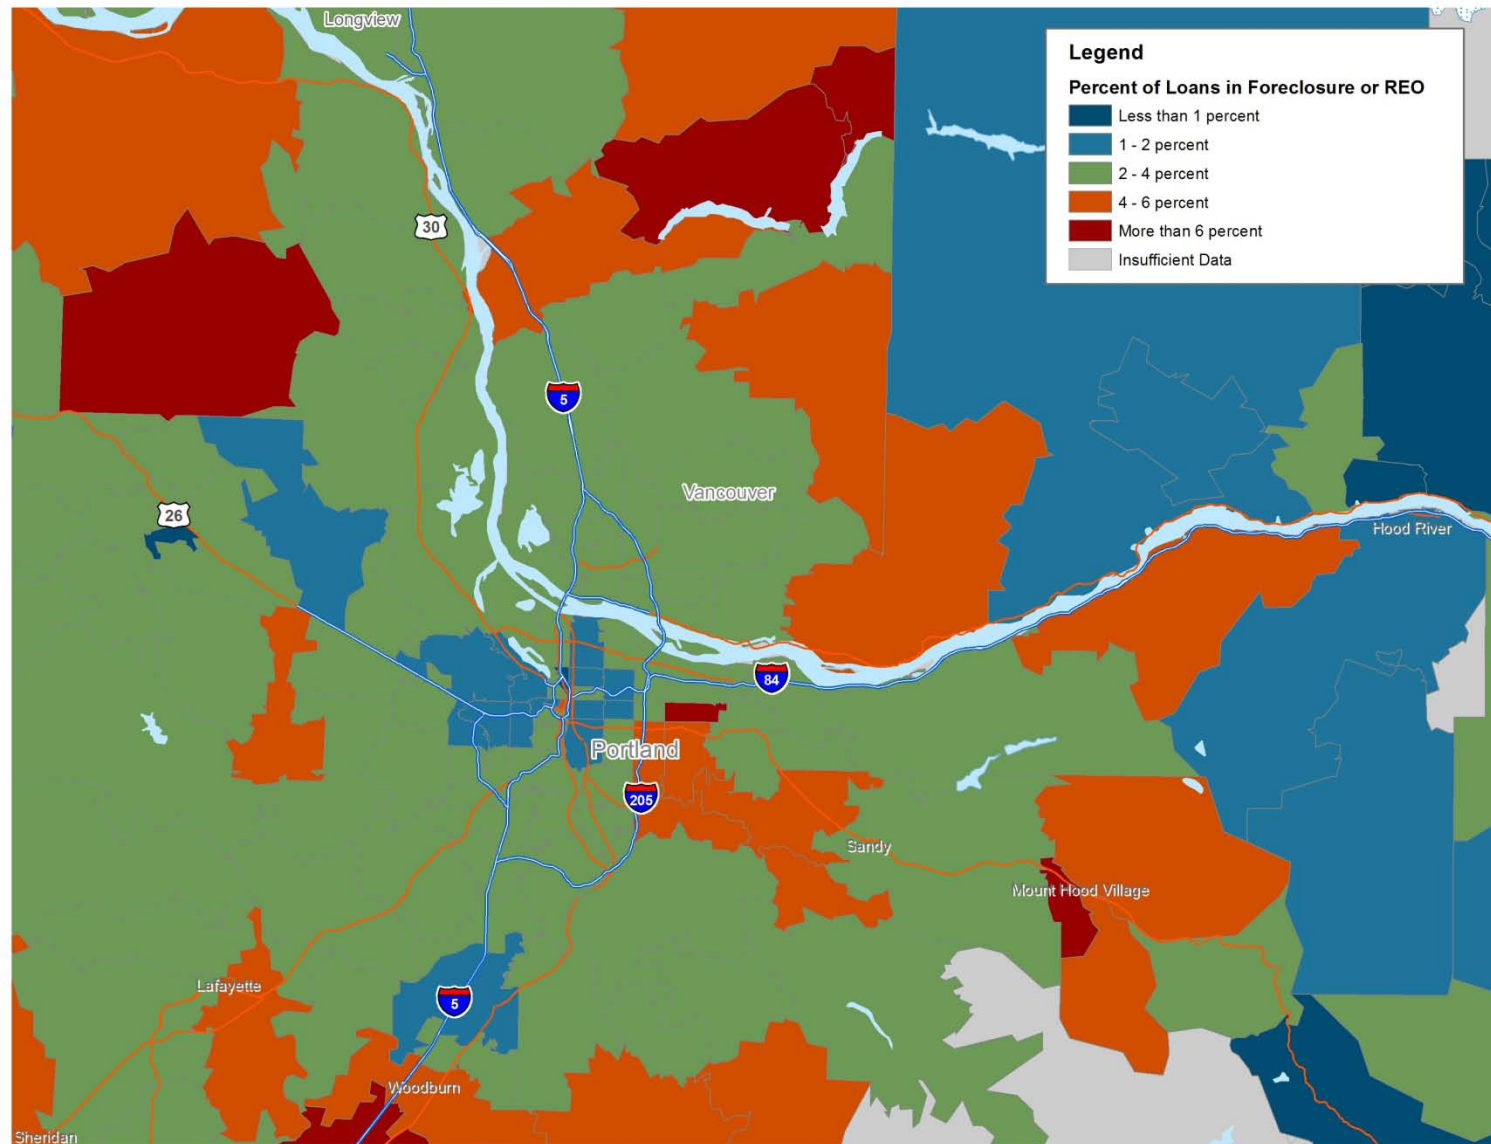 Longview
Legend
Percent of Loans in Foreclosure or REO
Less than 1 percent
1 - 2 percent
2 - 4 percent
4 - 6 percent
More than 6 percent
Insufficient Data
30
5
Vancouver
26
Hood River
84
Portland
205
Sandy
Mount Hood Village
Lafayette
5
Woodburn
Sheridan